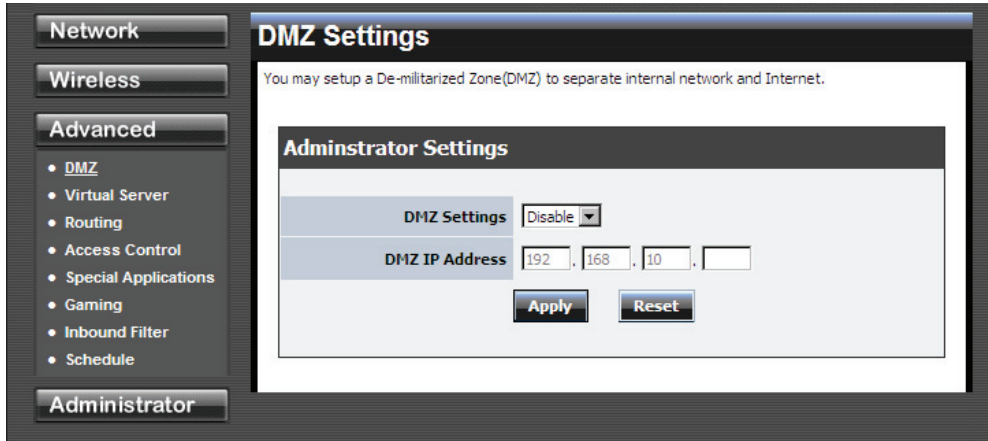 Network
Wireless
Advanced
• DMZ
• Virtual Server
• Routing
• Access Control
• Special Applications
• Gaming
• Inbound Filter
• Schedule
Administrator
DMZ Settings
You may setup a De-militarized Zone(DMZ) to separate internal network and Internet.
Adminstrator Settings
DMZ Settings Disable
DMZ IP Address 192 . 168 . 10 .
Apply Reset